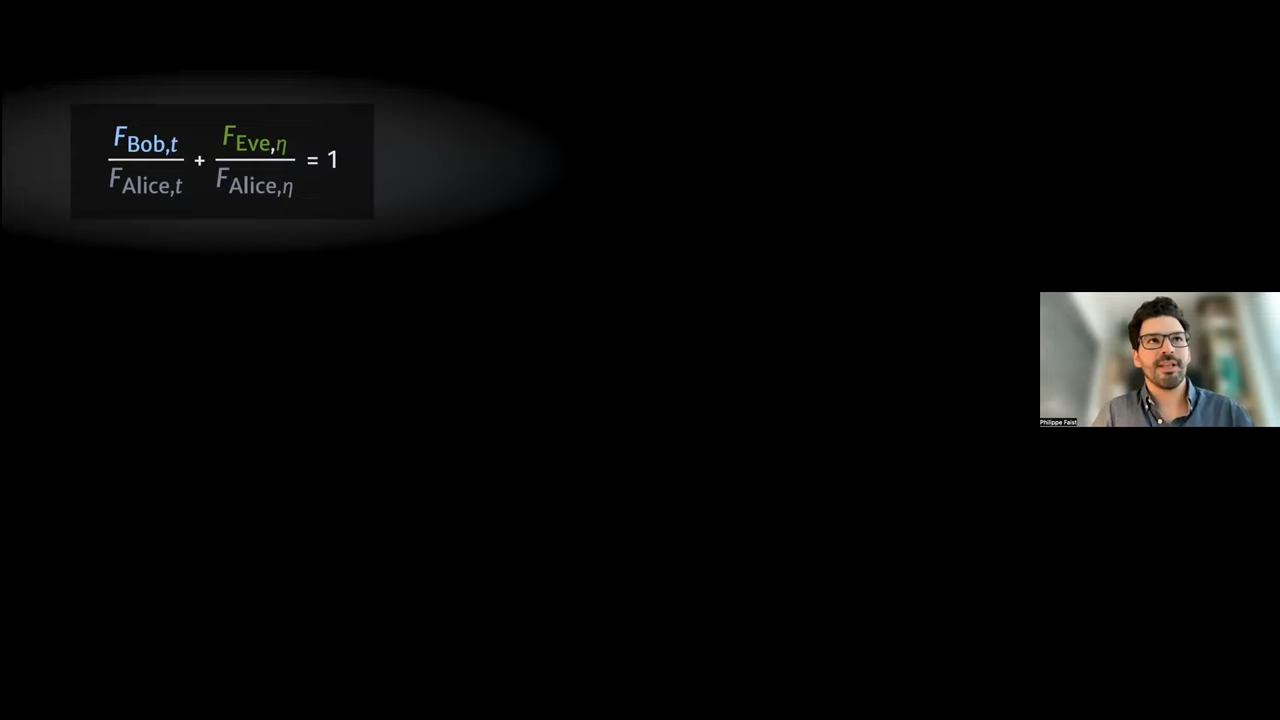 F_Bob,t / F_Alice,t + F_Eve,η / F_Alice,η = 1
Philippe Faist